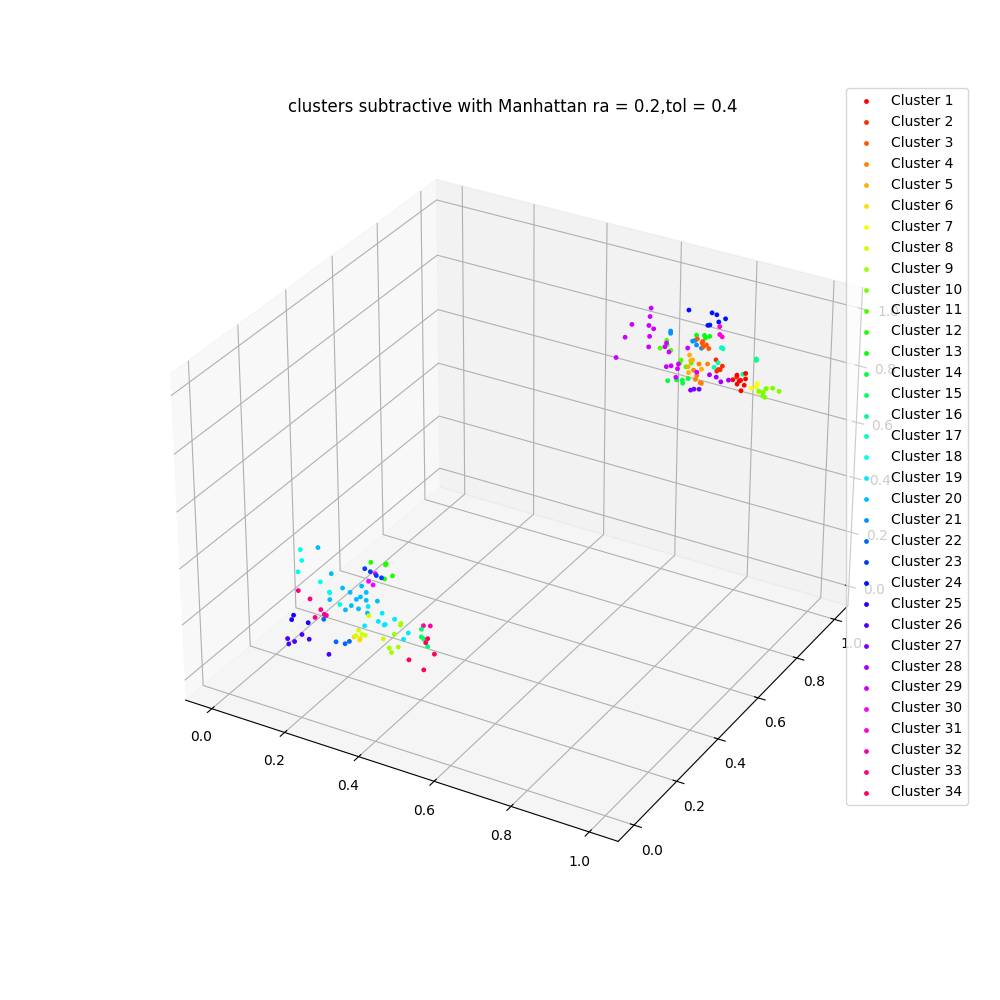 clusters subtractive with Manhattan ra = 0.2,tol = 0.4
Cluster 1
Cluster 2
Cluster 3
Cluster 4
Cluster 5
Cluster 6
Cluster 7
Cluster 8
Cluster 9
Cluster 10
Cluster 11
Cluster 12
Cluster 13
Cluster 14
Cluster 15
Cluster 16
Cluster 17
Cluster 18
Cluster 19
Cluster 20
Cluster 21
Cluster 22
Cluster 23
Cluster 24
Cluster 25
Cluster 26
Cluster 27
Cluster 28
Cluster 29
Cluster 30
Cluster 31
Cluster 32
Cluster 33
Cluster 34
0.8
0.6
0.4
0.2
0.0
1.0
0.8
0.6
0.4
0.2
0.0
0.0
0.2
0.4
0.6
0.8
1.0